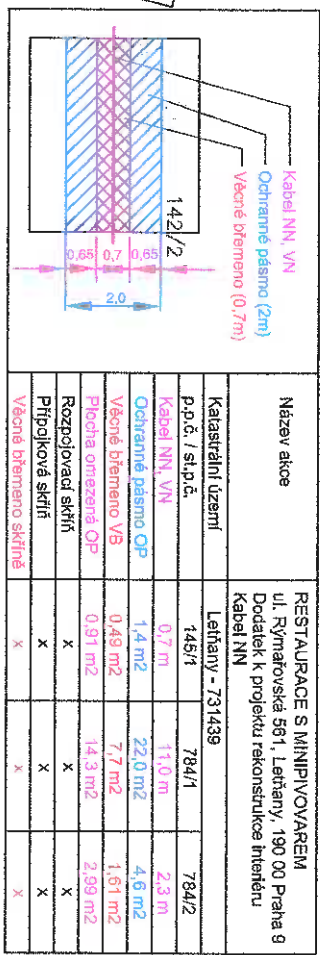 Kabel NN, VN
Ochranné pásmo (2m)
Věcné břemeno (0,7m)
142/2
0,65 0,7 0,65
2,0
Název akce RESTAURACE S MINIPIVOVAREM
ul. Rýmařovská 561, Letňany, 190 00 Praha 9
Dodatek k projektu rekonstrukce interiéru
Kabel NN
Katastrální území Letňany - 731439
p.p.č. / st.p.č. 145/1 784/1 784/2
Kabel NN, VN 0,7 m 11,0 m 2,3 m
Ochranné pásmo OP 1,4 m2 22,0 m2 4,6 m2
Věcné břemeno VB 0,49 m2 7,7 m2 1,61 m2
Plocha omezená OP 0,91 m2 14,3 m2 2,99 m2
Rozpojovací skříň x x x
Přípojková skříň x x x
Věcné břemeno skříně x x x